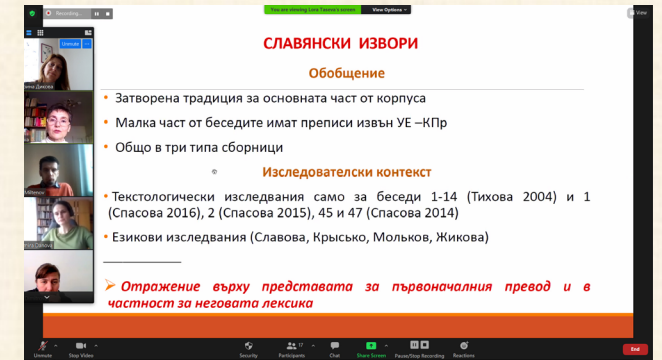 Recording...
You are viewing Lora Taseva's screen
View Options
View
Unmute
СЛАВЯНСКИ ИЗВОРИ
Обобщение
• Затворена традиция за основната част от корпуса
• Малка част от беседите имат преписи извън УЕ –КПр
• Общо в три типа сборници
Изследователски контекст
• Текстологически изследвания само за беседи 1-14 (Тихова 2004) и 1
(Спасова 2016), 2 (Спасова 2015), 45 и 47 (Спасова 2014)
• Езикови изследвания (Славова, Крысько, Мольков, Жикова)
➢ Отражение върху представата за първоначалния превод и в
частност за неговата лексика
Unmute
Stop Video
Security
Participants
17
Chat
Share Screen
Pause/Stop Recording
Reactions
End